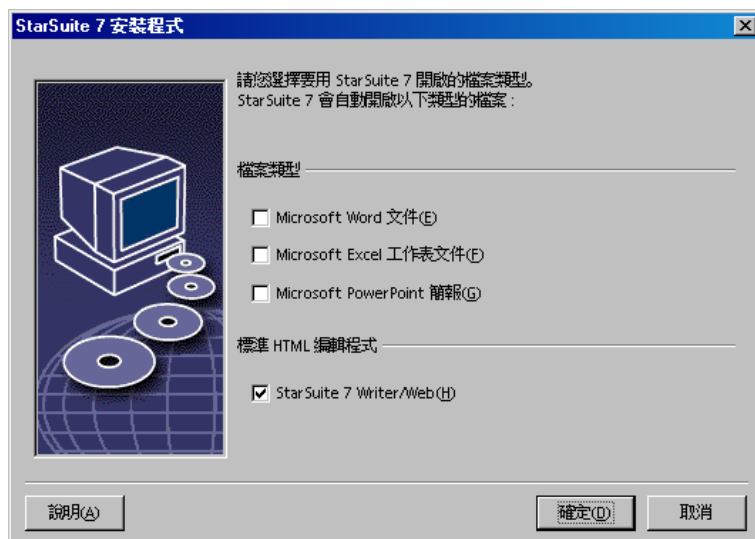 StarSuite 7 安裝程式
請您選擇要用 StarSuite 7 開啟的檔案類型。
StarSuite 7 會自動開啟以下類型的檔案：
檔案類型
Microsoft Word 文件(E)
Microsoft Excel 工作表文件(F)
Microsoft PowerPoint 簡報(G)
標準 HTML 編輯程式
StarSuite 7 Writer/Web(H)
說明(A)
確定(D)
取消